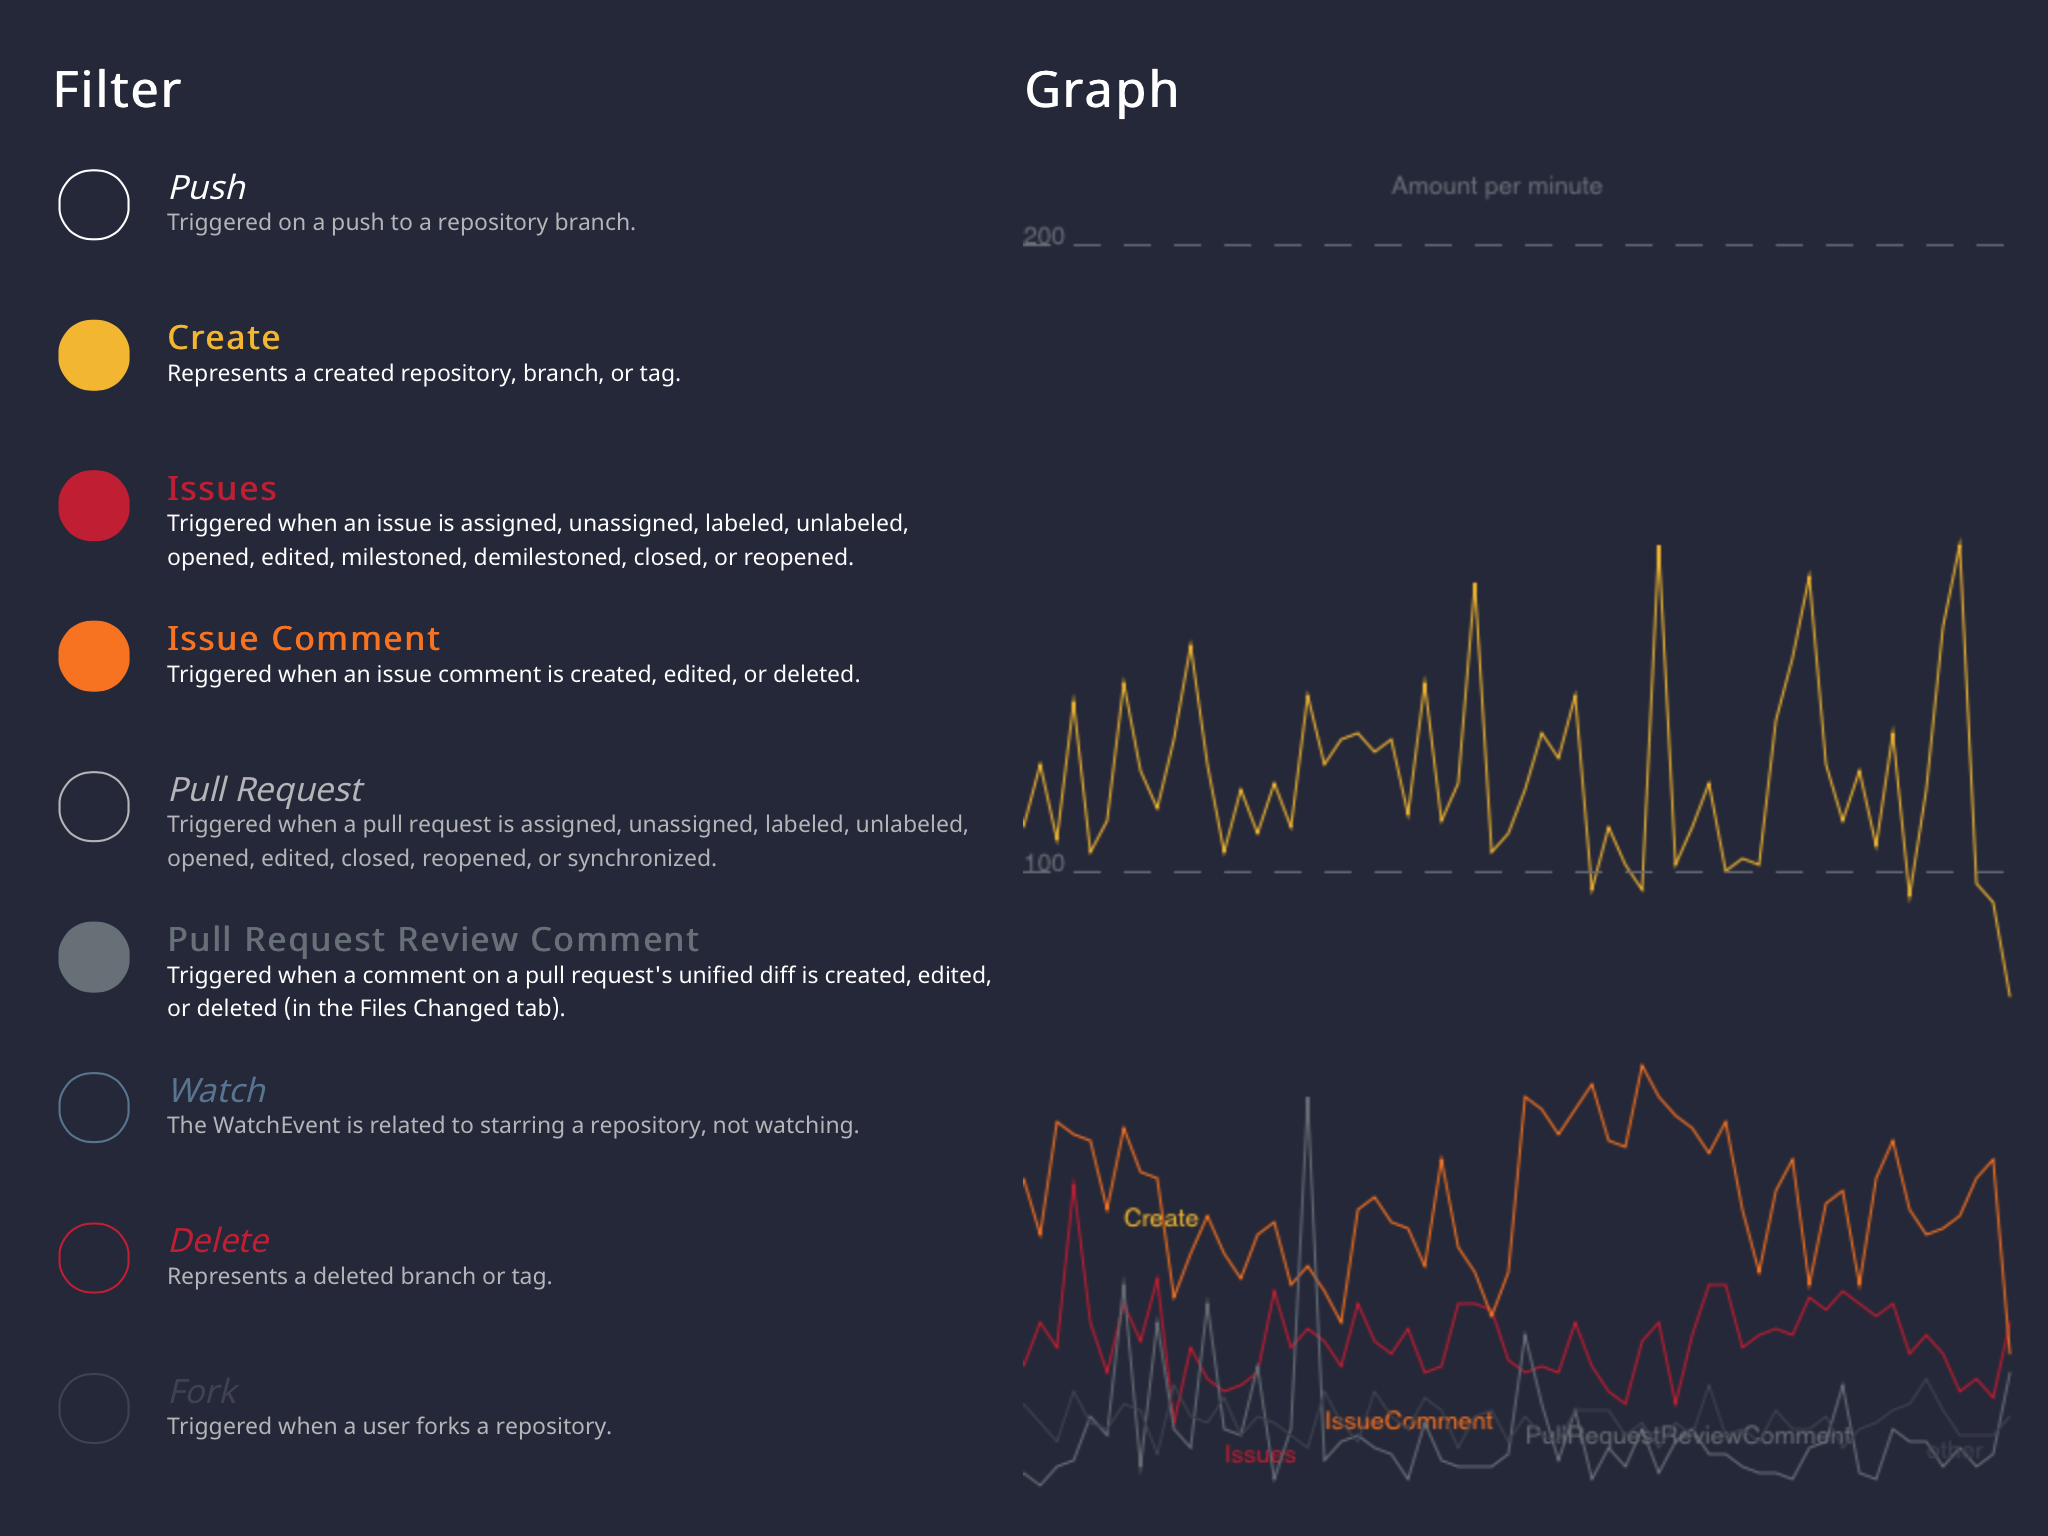 Filter
Push
Triggered on a push to a repository branch.
Create
Represents a created repository, branch, or tag.
Issues
Triggered when an issue is assigned, unassigned, labeled, unlabeled,
opened, edited, milestoned, demilestoned, closed, or reopened.
Issue Comment
Triggered when an issue comment is created, edited, or deleted.
Pull Request
Triggered when a pull request is assigned, unassigned, labeled, unlabeled,
opened, edited, closed, reopened, or synchronized.
Pull Request Review Comment
Triggered when a comment on a pull request's unified diff is created, edited,
or deleted (in the Files Changed tab).
Watch
The WatchEvent is related to starring a repository, not watching.
Delete
Represents a deleted branch or tag.
Fork
Triggered when a user forks a repository.
Graph
Amount per minute
200
100
Create
IssueComment
Issues
PullRequestReviewComment
other